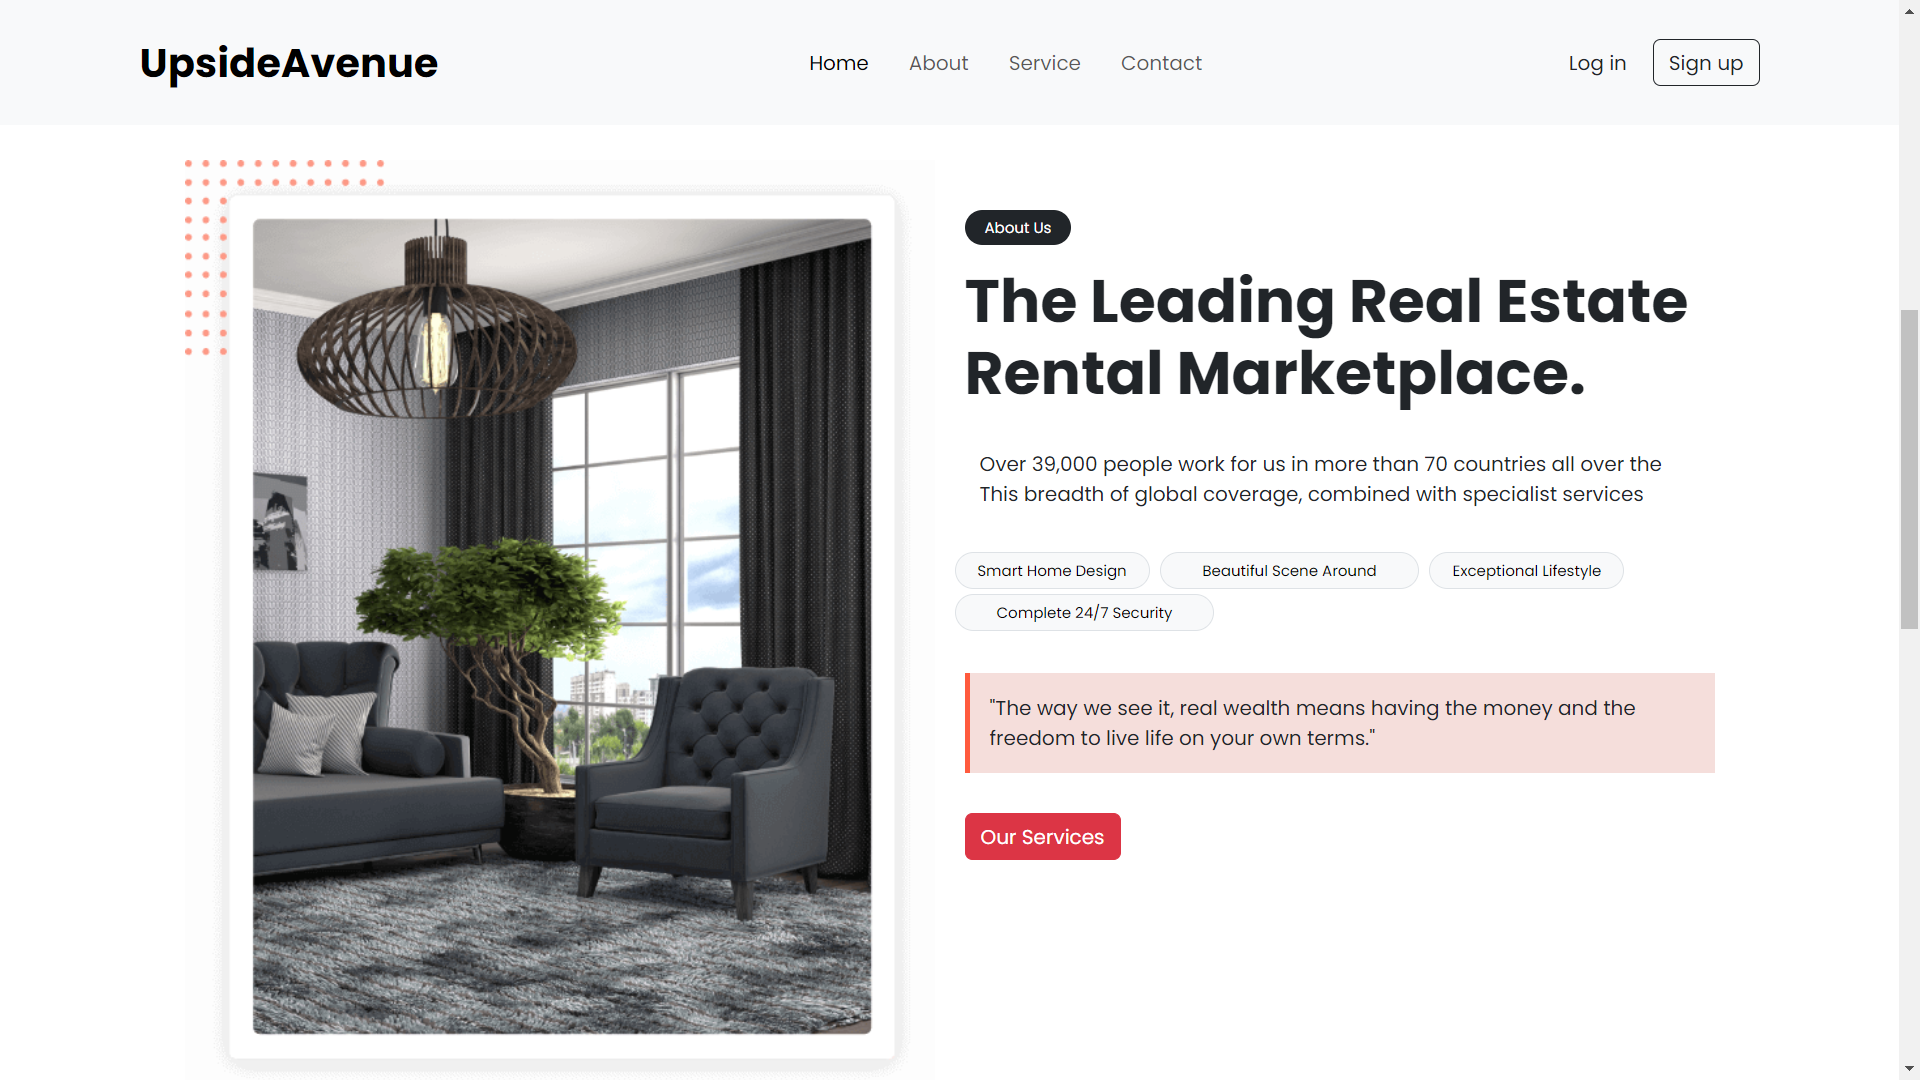 UpsideAvenue
Home About Service Contact
Log in Sign up
About Us
The Leading Real Estate
Rental Marketplace.
Over 39,000 people work for us in more than 70 countries all over the
This breadth of global coverage, combined with specialist services
Smart Home Design Beautiful Scene Around Exceptional Lifestyle
Complete 24/7 Security
"The way we see it, real wealth means having the money and the
freedom to live life on your own terms."
Our Services